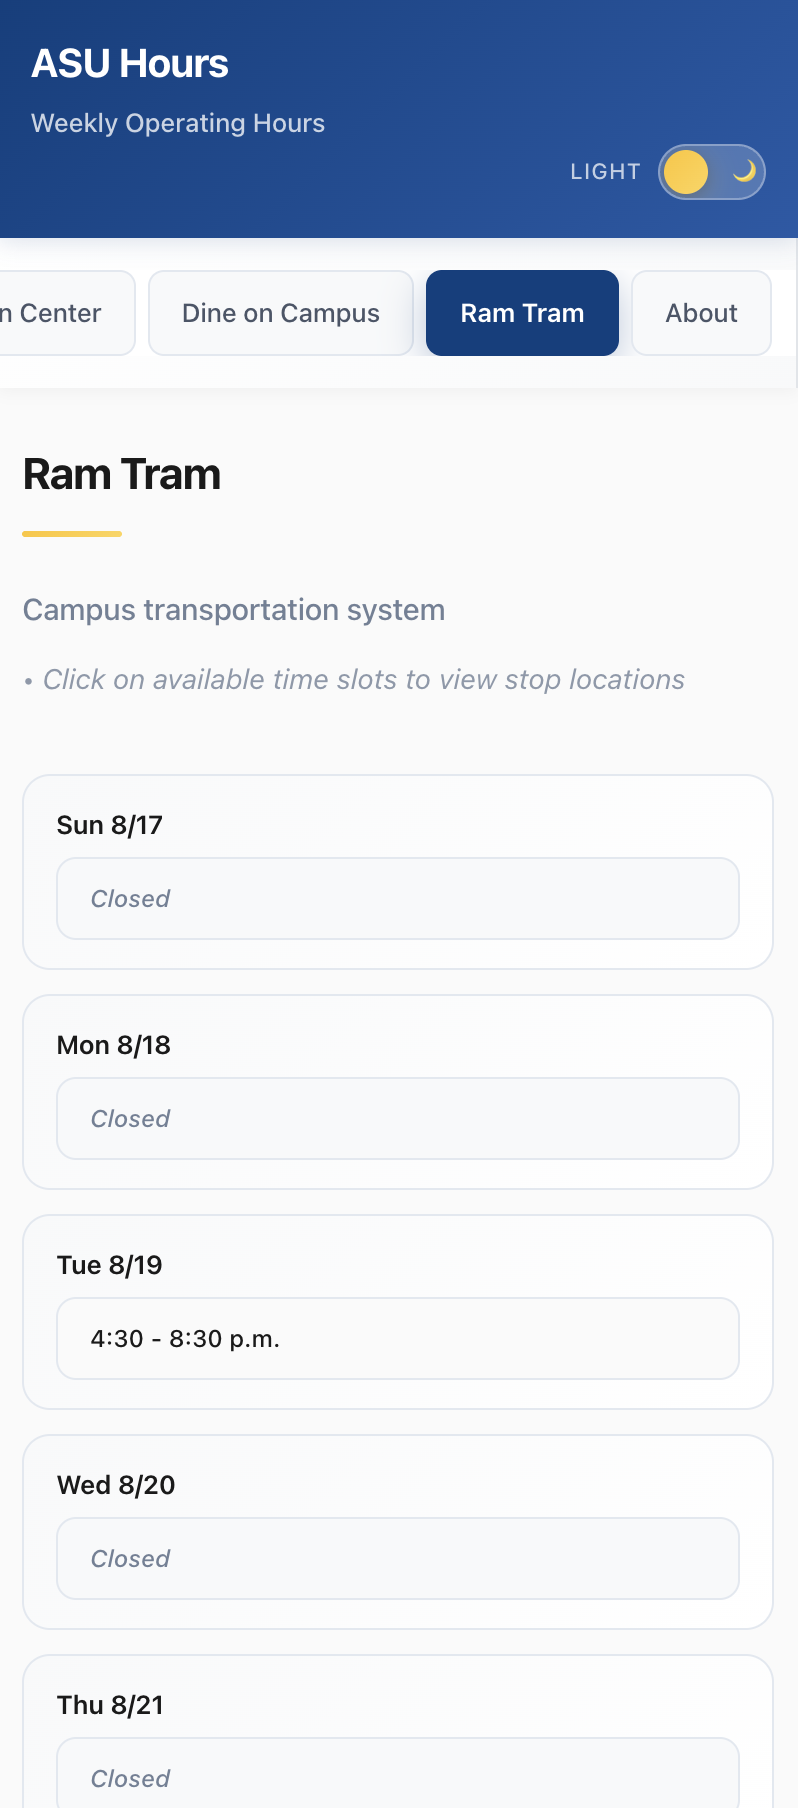 ASU Hours
Weekly Operating Hours
LIGHT
n Center
Dine on Campus
Ram Tram
About
Ram Tram
Campus transportation system
• Click on available time slots to view stop locations
Sun 8/17
Closed
Mon 8/18
Closed
Tue 8/19
4:30 - 8:30 p.m.
Wed 8/20
Closed
Thu 8/21
Closed